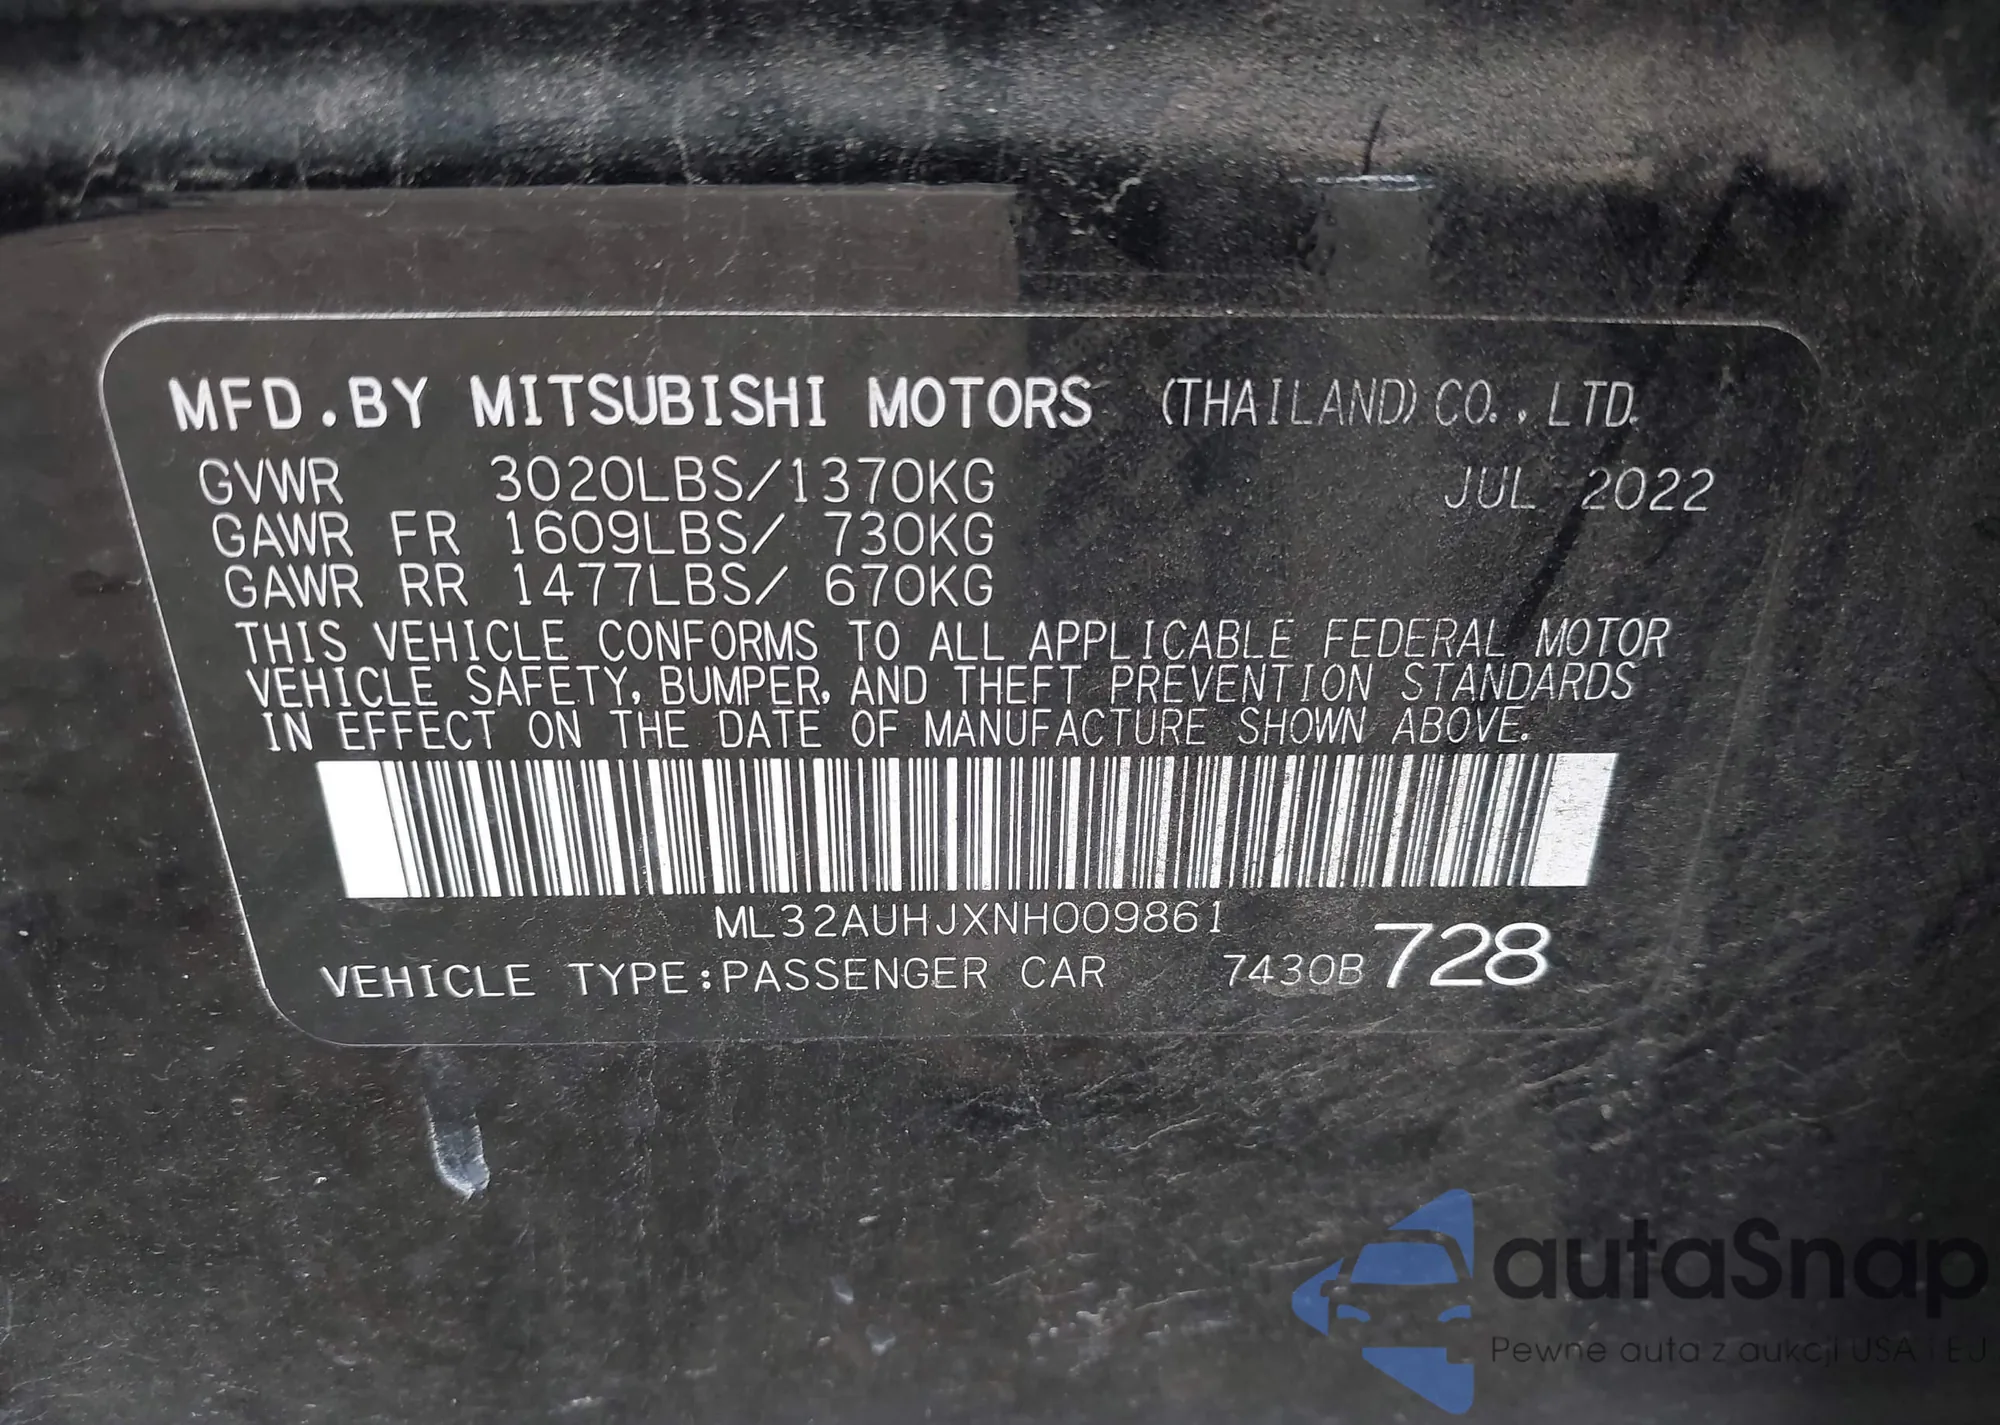 MFD.BY MITSUBISHI MOTORS (THAILAND) CO.,LTD.
GVWR 3020LBS/1370KG JUL 2022
GAWR FR 1609LBS/ 730KG
GAWR RR 1477LBS/ 670KG
THIS VEHICLE CONFORMS TO ALL APPLICABLE FEDERAL MOTOR
VEHICLE SAFETY, BUMPER, AND THEFT PREVENTION STANDARDS
IN EFFECT ON THE DATE OF MANUFACTURE SHOWN ABOVE.
ML32AUHJXNH009861
VEHICLE TYPE:PASSENGER CAR 7430B 728
autaSnap
Pewne auta z aukcji USA i EJ